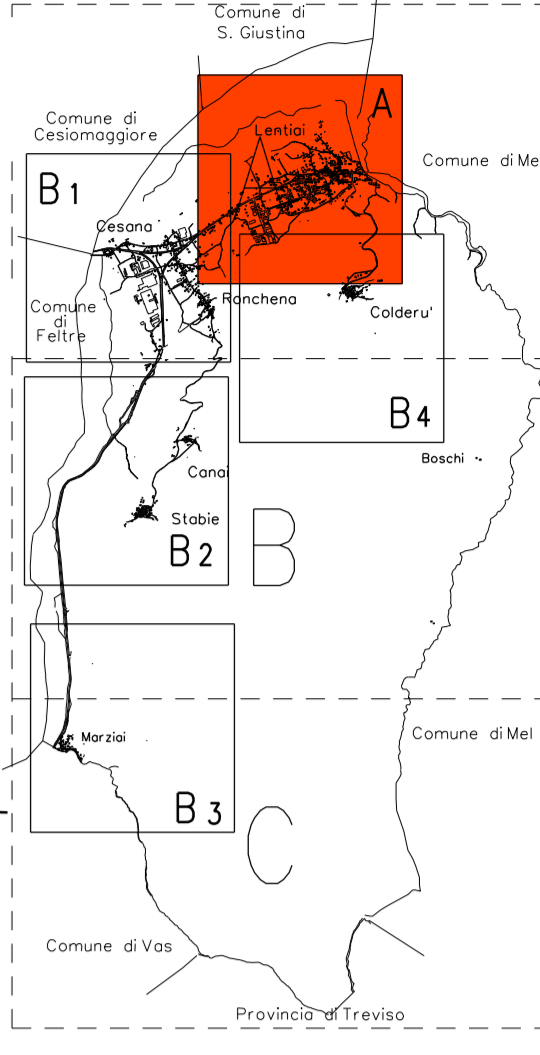 Comune di
S. Giustina
A
Comune di
Cesiomaggiore
Lentiai
Comune di Me
B 1
Cesana
Ronchena
Comune
di
Feltre
Colderu'
B 4
Boschi
Canai
Stabie
B 2
B
Marziai
Comune di Mel
B 3
C
Comune di Vas
Provincia di Treviso